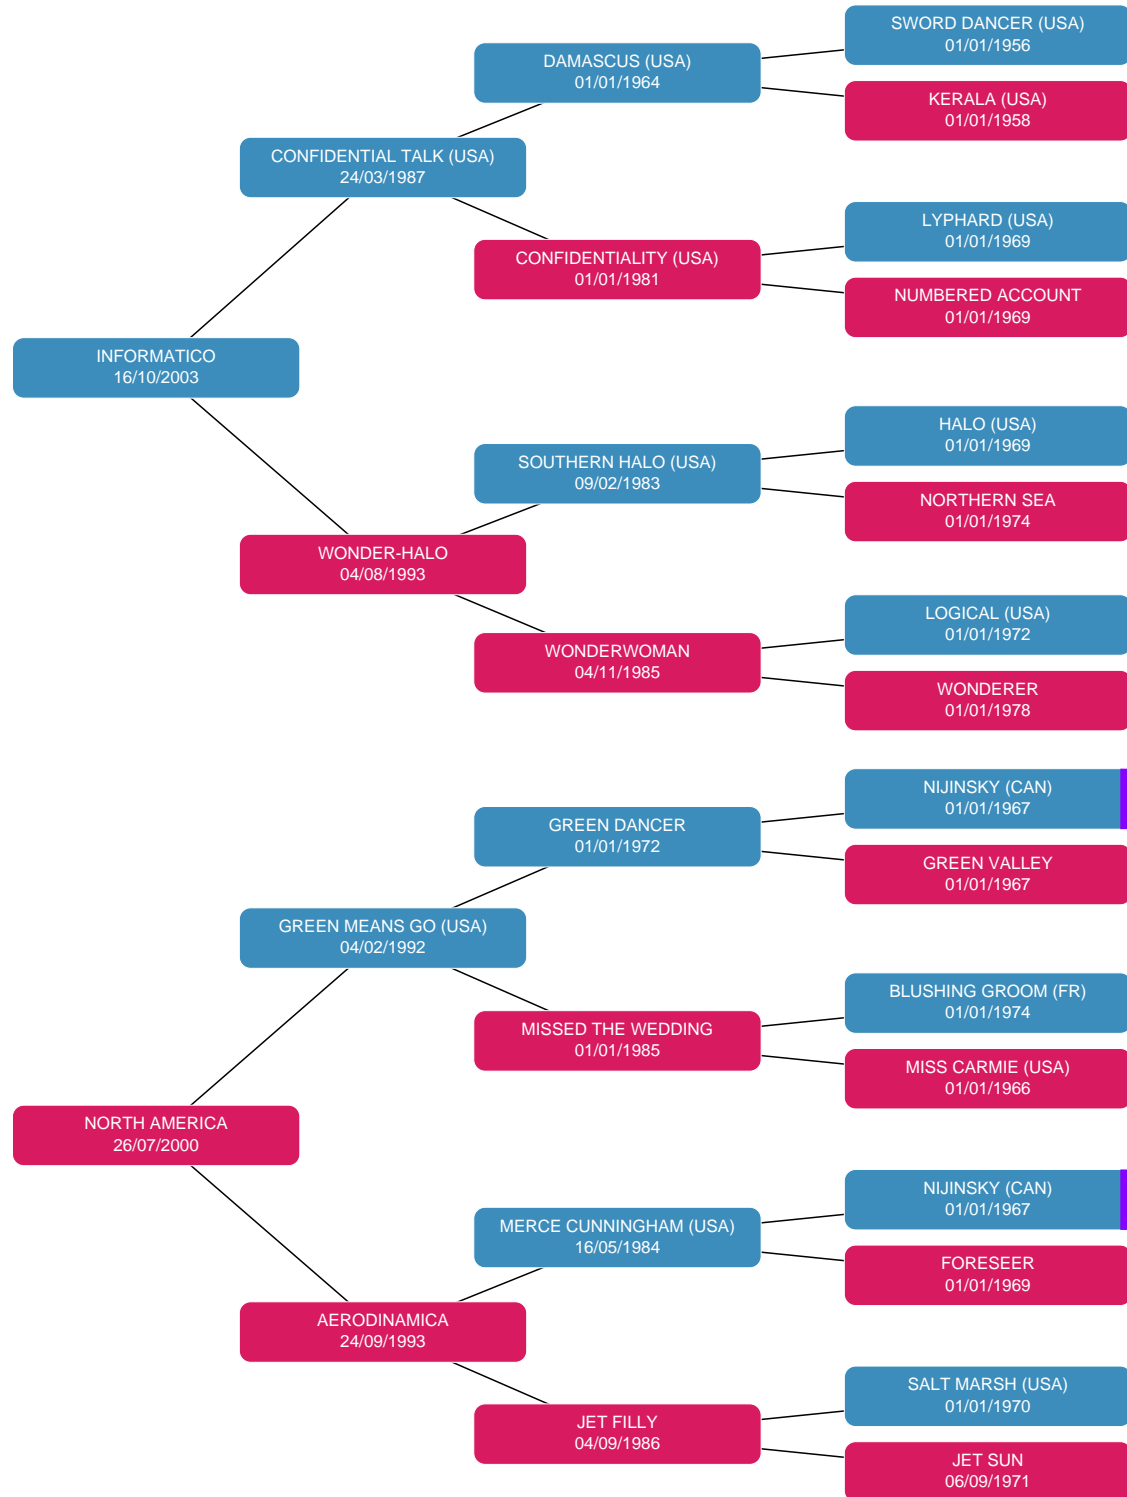 SWORD DANCER (USA)
01/01/1956
DAMASCUS (USA)
01/01/1964
KERALA (USA)
01/01/1958
CONFIDENTIAL TALK (USA)
24/03/1987
LYPHARD (USA)
01/01/1969
CONFIDENTIALITY (USA)
01/01/1981
NUMBERED ACCOUNT
01/01/1969
INFORMATICO
16/10/2003
HALO (USA)
01/01/1969
SOUTHERN HALO (USA)
09/02/1983
NORTHERN SEA
01/01/1974
WONDER-HALO
04/08/1993
LOGICAL (USA)
01/01/1972
WONDERWOMAN
04/11/1985
WONDERER
01/01/1978
NIJINSKY (CAN)
01/01/1967
GREEN DANCER
01/01/1972
GREEN VALLEY
01/01/1967
GREEN MEANS GO (USA)
04/02/1992
BLUSHING GROOM (FR)
01/01/1974
MISSED THE WEDDING
01/01/1985
MISS CARMIE (USA)
01/01/1966
NORTH AMERICA
26/07/2000
NIJINSKY (CAN)
01/01/1967
MERCE CUNNINGHAM (USA)
16/05/1984
FORESEER
01/01/1969
AERODINAMICA
24/09/1993
SALT MARSH (USA)
01/01/1970
JET FILLY
04/09/1986
JET SUN
06/09/1971